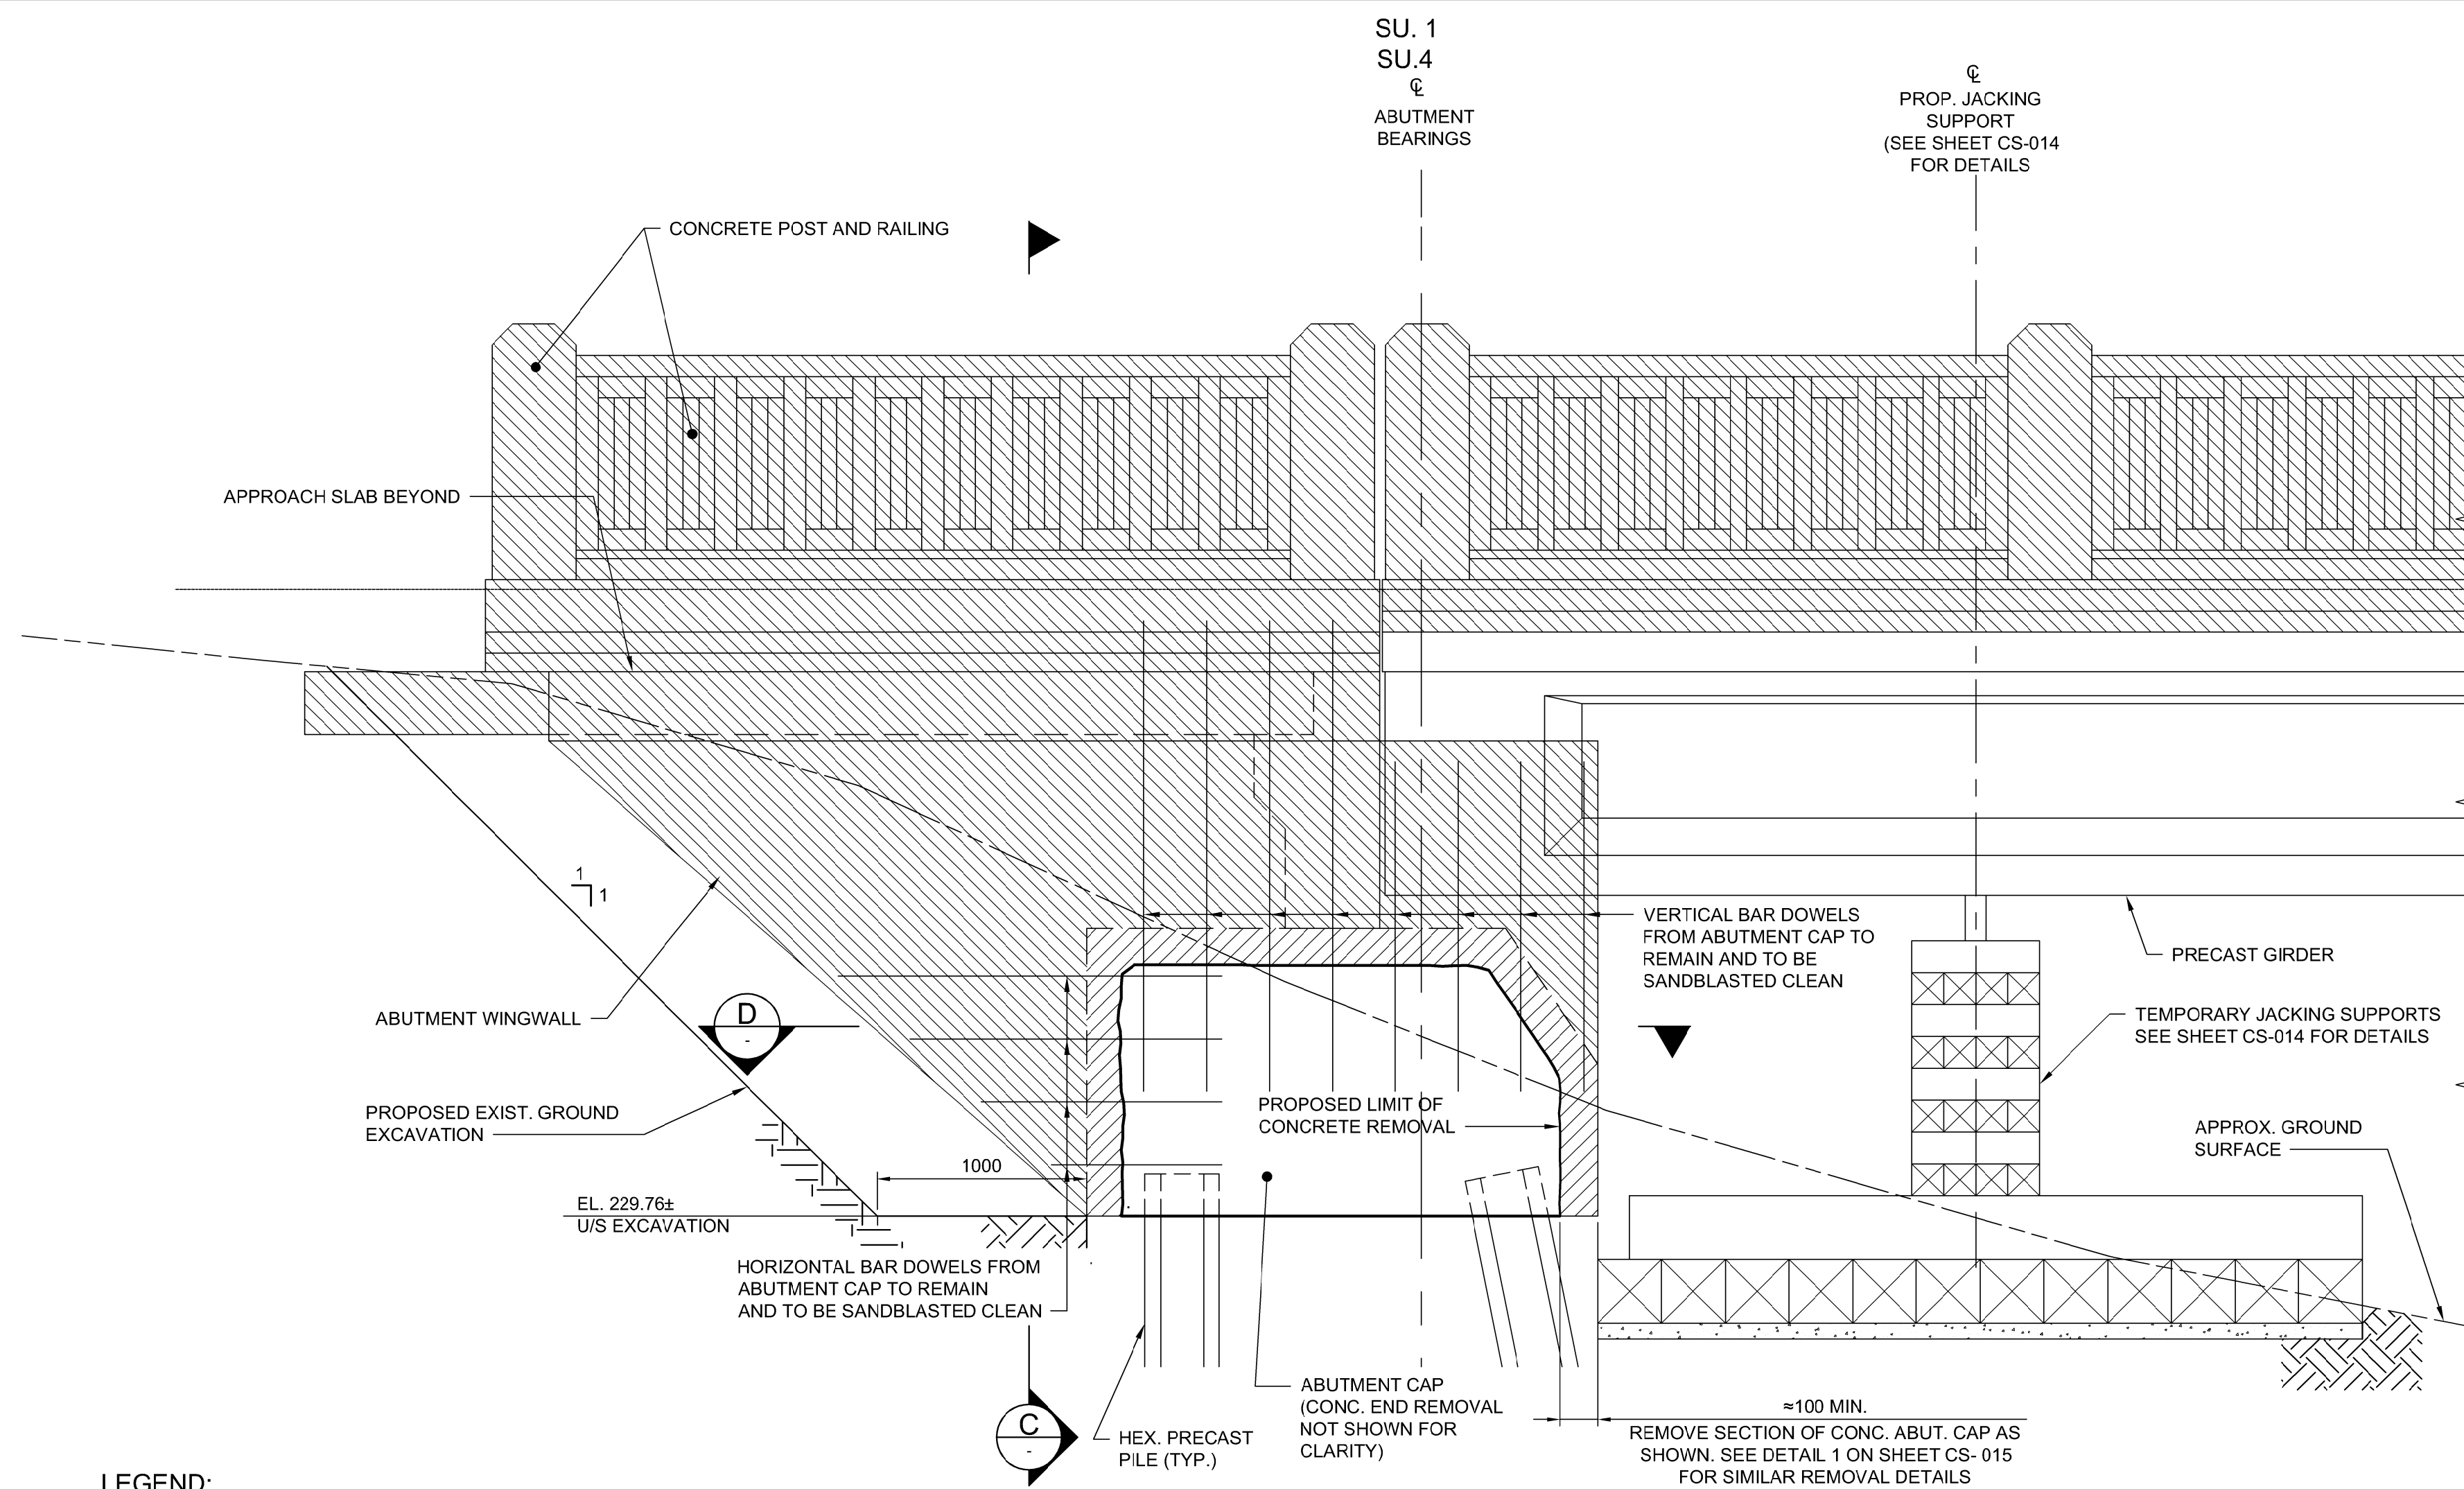 SU. 1
SU.4
℄
ABUTMENT
BEARINGS
℄
PROP. JACKING
SUPPORT
(SEE SHEET CS-014
FOR DETAILS
CONCRETE POST AND RAILING
APPROACH SLAB BEYOND
1
1
VERTICAL BAR DOWELS
FROM ABUTMENT CAP TO
REMAIN AND TO BE
SANDBLASTED CLEAN
PRECAST GIRDER
ABUTMENT WINGWALL
D
-
TEMPORARY JACKING SUPPORTS
SEE SHEET CS-014 FOR DETAILS
PROPOSED EXIST. GROUND
EXCAVATION
PROPOSED LIMIT OF
CONCRETE REMOVAL
APPROX. GROUND
SURFACE
1000
EL. 229.76±
U/S EXCAVATION
HORIZONTAL BAR DOWELS FROM
ABUTMENT CAP TO REMAIN
AND TO BE SANDBLASTED CLEAN
C
-
HEX. PRECAST
PILE (TYP.)
ABUTMENT CAP
(CONC. END REMOVAL
NOT SHOWN FOR
CLARITY)
≈100 MIN.
REMOVE SECTION OF CONC. ABUT. CAP AS
SHOWN. SEE DETAIL 1 ON SHEET CS- 015
FOR SIMILAR REMOVAL DETAILS
LEGEND: